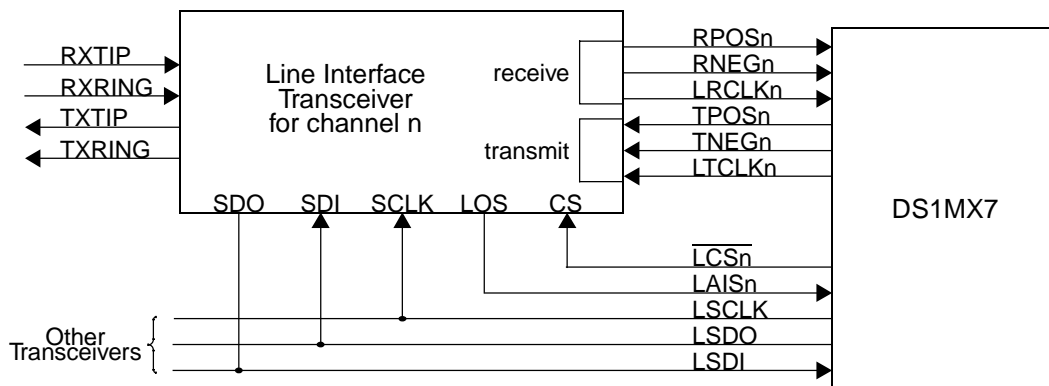 RXTIP
RXRING
TXTIP
TXRING
Line Interface
Transceiver
for channel n
receive
transmit
SDO SDI SCLK LOS CS
RPOSn
RNEGn
LRCLKn
TPOSn
TNEGn
LTCLKn
DS1MX7
LCSn
LAISn
LSCLK
LSDO
LSDI
Other
Transceivers